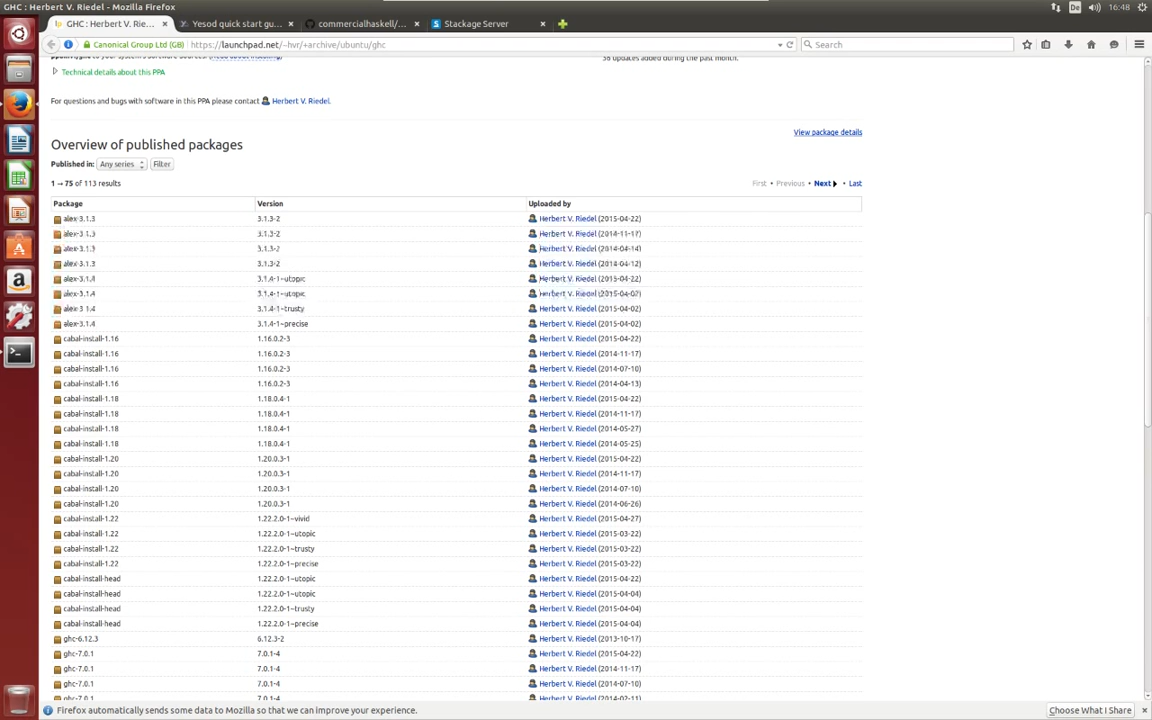 GHC : Herbert V. Riedel - Mozilla Firefox
De
16:48
GHC : Herbert V. Rie...
Yesod quick start gu...
commercialhaskell/...
Stackage Server
Canonical Group Ltd (GB)
https://launchpad.net/~hvr/+archive/ubuntu/ghc
Search
to your system's software sources. (Read about installing)
36 updates added during the past month.
Technical details about this PPA
For questions and bugs with software in this PPA please contact Herbert V. Riedel.
Overview of published packages
View package details
Published in: Any series Filter
1 → 75 of 113 results
First • Previous • Next • Last
Package Version Uploaded by
alex-3.1.3 3.1.3-2 Herbert V. Riedel (2015-04-22)
alex-3.1.3 3.1.3-2 Herbert V. Riedel (2014-11-17)
alex-3.1.3 3.1.3-2 Herbert V. Riedel (2014-04-14)
alex-3.1.3 3.1.3-2 Herbert V. Riedel (2014-04-12)
alex-3.1.4 3.1.4-1~utopic Herbert V. Riedel (2015-04-22)
alex-3.1.4 3.1.4-1~utopic Herbert V. Riedel (2015-04-02)
alex-3.1.4 3.1.4-1~trusty Herbert V. Riedel (2015-04-02)
alex-3.1.4 3.1.4-1~precise Herbert V. Riedel (2015-04-02)
cabal-install-1.16 1.16.0.2-3 Herbert V. Riedel (2015-04-22)
cabal-install-1.16 1.16.0.2-3 Herbert V. Riedel (2014-11-17)
cabal-install-1.16 1.16.0.2-3 Herbert V. Riedel (2014-07-10)
cabal-install-1.16 1.16.0.2-3 Herbert V. Riedel (2014-04-13)
cabal-install-1.18 1.18.0.4-1 Herbert V. Riedel (2015-04-22)
cabal-install-1.18 1.18.0.4-1 Herbert V. Riedel (2014-11-17)
cabal-install-1.18 1.18.0.4-1 Herbert V. Riedel (2014-05-27)
cabal-install-1.18 1.18.0.4-1 Herbert V. Riedel (2014-05-25)
cabal-install-1.20 1.20.0.3-1 Herbert V. Riedel (2015-04-22)
cabal-install-1.20 1.20.0.3-1 Herbert V. Riedel (2014-11-17)
cabal-install-1.20 1.20.0.3-1 Herbert V. Riedel (2014-07-10)
cabal-install-1.20 1.20.0.3-1 Herbert V. Riedel (2014-06-26)
cabal-install-1.22 1.22.2.0-1~vivid Herbert V. Riedel (2015-04-27)
cabal-install-1.22 1.22.2.0-1~utopic Herbert V. Riedel (2015-03-22)
cabal-install-1.22 1.22.2.0-1~trusty Herbert V. Riedel (2015-03-22)
cabal-install-1.22 1.22.2.0-1~precise Herbert V. Riedel (2015-03-22)
cabal-install-head 1.22.2.0-1~utopic Herbert V. Riedel (2015-04-22)
cabal-install-head 1.22.2.0-1~utopic Herbert V. Riedel (2015-04-04)
cabal-install-head 1.22.2.0-1~trusty Herbert V. Riedel (2015-04-04)
cabal-install-head 1.22.2.0-1~precise Herbert V. Riedel (2015-04-04)
ghc-6.12.3 6.12.3-2 Herbert V. Riedel (2013-10-17)
ghc-7.0.1 7.0.1-4 Herbert V. Riedel (2015-04-22)
ghc-7.0.1 7.0.1-4 Herbert V. Riedel (2014-11-17)
ghc-7.0.1 7.0.1-4 Herbert V. Riedel (2014-07-10)
ghc-7.0.1 7.0.1-4 Herbert V. Riedel (2014-02-11)
Firefox automatically sends some data to Mozilla so that we can improve your experience.
Choose What I Share